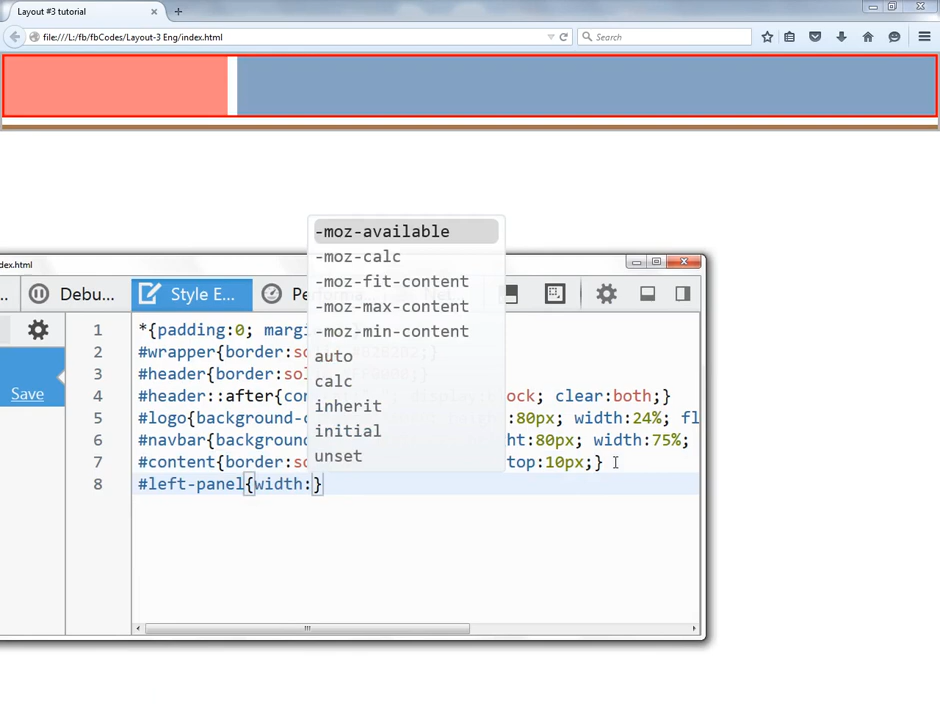 Layout #3 tutorial
file:///L:/fb/fbCodes/Layout-3 Eng/index.html
Search
dex.html
Debu...
Style E...
Save
-moz-available
-moz-calc
-moz-fit-content
-moz-max-content
-moz-min-content
auto
calc
inherit
initial
unset
1 *{padding:0; margi
2 #wrapper{border:so
3 #header{border:sol
4 #header::after{con block; clear:both;}
5 #logo{background-c :80px; width:24%; fl
6 #navbar{background ht:80px; width:75%;
7 #content{border:so top:10px;}
8 #left-panel{width:}